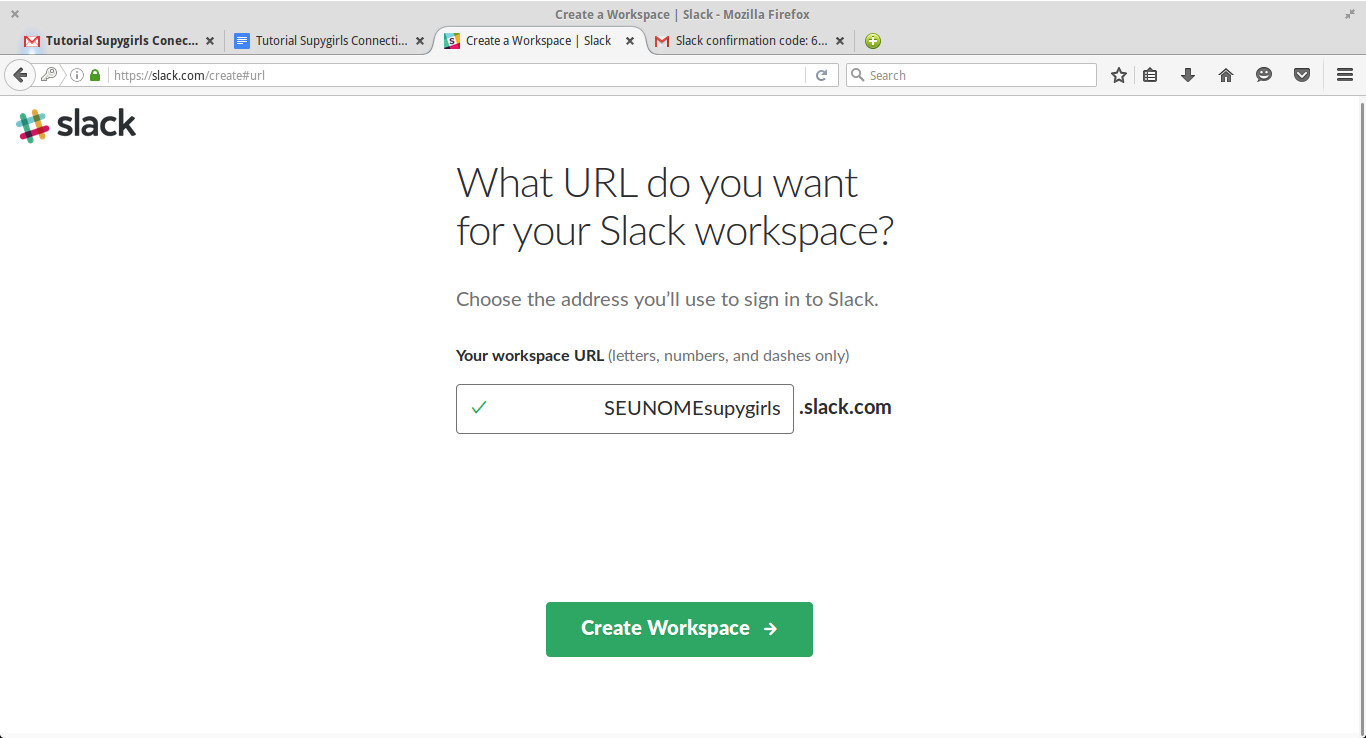 Create a Workspace | Slack - Mozilla Firefox
Tutorial Supygirls Conec...
Tutorial Supygirls Connecti...
Create a Workspace | Slack
Slack confirmation code: 6...
https://slack.com/create#url
Search
slack
What URL do you want
for your Slack workspace?
Choose the address you’ll use to sign in to Slack.
Your workspace URL (letters, numbers, and dashes only)
SEUNOMEsupygirls .slack.com
Create Workspace →